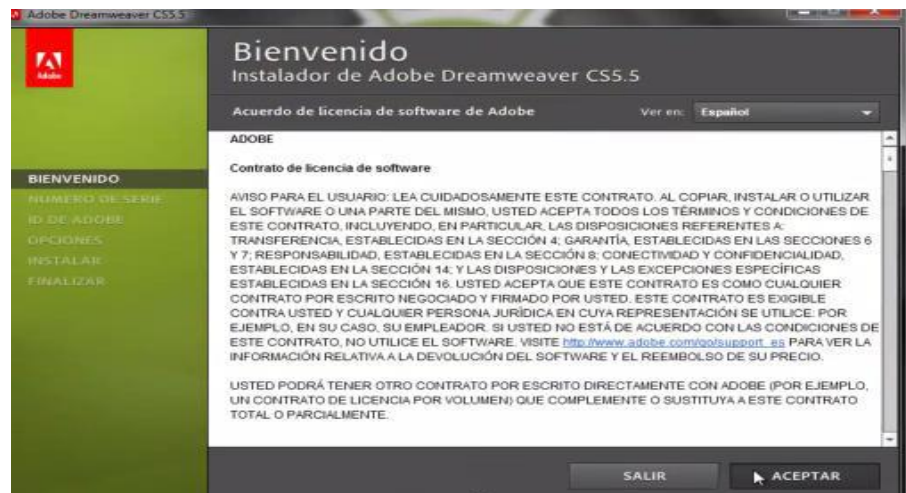 Adobe Dreamweaver CS5.5
Adobe
Bienvenido
Instalador de Adobe Dreamweaver CS5.5
Acuerdo de licencia de software de Adobe
Ver en: Español
BIENVENIDO
NÚMERO DE SERIE
ID DE ADOBE
OPCIONES
INSTALAR
FINALIZAR
ADOBE
Contrato de licencia de software
AVISO PARA EL USUARIO: LEA CUIDADOSAMENTE ESTE CONTRATO. AL COPIAR, INSTALAR O UTILIZAR
EL SOFTWARE O UNA PARTE DEL MISMO, USTED ACEPTA TODOS LOS TÉRMINOS Y CONDICIONES DE
ESTE CONTRATO, INCLUYENDO, EN PARTICULAR, LAS DISPOSICIONES REFERENTES A:
TRANSFERENCIA, ESTABLECIDAS EN LA SECCIÓN 4; GARANTÍA, ESTABLECIDAS EN LAS SECCIONES 6
Y 7; RESPONSABILIDAD, ESTABLECIDAS EN LA SECCIÓN 8; CONECTIVIDAD Y CONFIDENCIALIDAD,
ESTABLECIDAS EN LA SECCIÓN 14; Y LAS DISPOSICIONES Y LAS EXCEPCIONES ESPECÍFICAS
ESTABLECIDAS EN LA SECCIÓN 16. USTED ACEPTA QUE ESTE CONTRATO ES COMO CUALQUIER
CONTRATO POR ESCRITO NEGOCIADO Y FIRMADO POR USTED. ESTE CONTRATO ES EXIGIBLE
CONTRA USTED Y CUALQUIER PERSONA JURÍDICA EN CUYA REPRESENTACIÓN SE UTILICE: POR
EJEMPLO, EN SU CASO, SU EMPLEADOR. SI USTED NO ESTÁ DE ACUERDO CON LAS CONDICIONES DE
ESTE CONTRATO, NO UTILICE EL SOFTWARE. VISITE http://www.adobe.com/go/support_es PARA VER LA
INFORMACIÓN RELATIVA A LA DEVOLUCIÓN DEL SOFTWARE Y EL REEMBOLSO DE SU PRECIO.
USTED PODRÁ TENER OTRO CONTRATO POR ESCRITO DIRECTAMENTE CON ADOBE (POR EJEMPLO,
UN CONTRATO DE LICENCIA POR VOLUMEN) QUE COMPLEMENTE O SUSTITUYA A ESTE CONTRATO
TOTAL O PARCIALMENTE.
SALIR
ACEPTAR